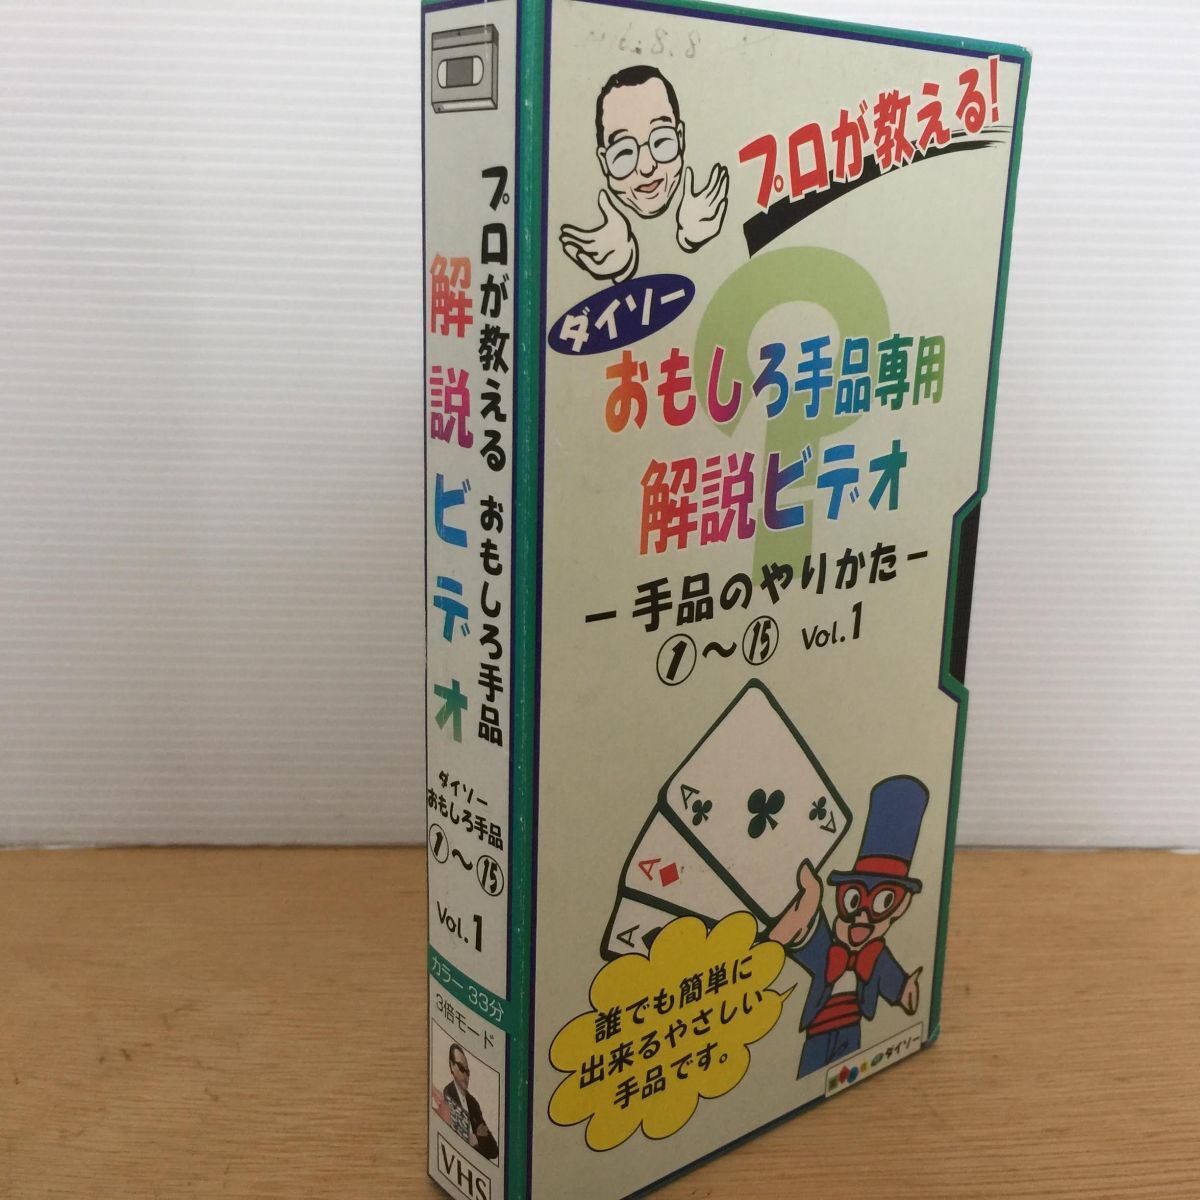 プロが教える おもしろ手品
解説ビデオ
ダイソー
おもしろ手品
①～⑮
Vol.1
カラー 33分
3倍モード
VHS
8.8
プロが教える!
ダイソー
おもしろ手品専用
解説ビデオ
－手品のやりかた－
①～⑮ Vol.1
A
A
A
A
誰でも簡単に
出来るやさしい
手品です。
ダイソー